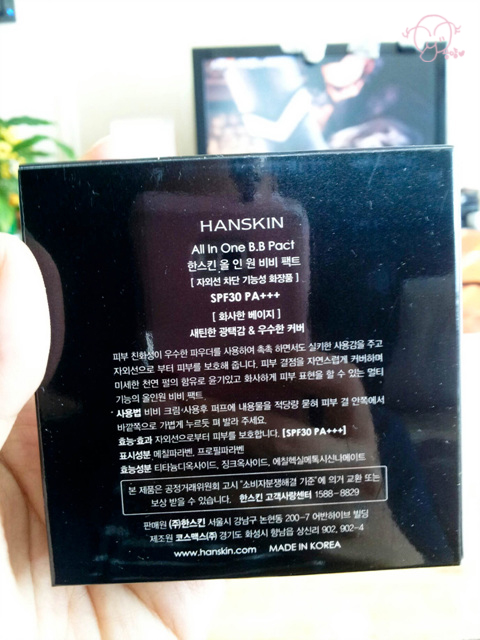 HANSKIN
All In One B.B Pact
한스킨 올 인 원 비비 팩트
[ 자외선 차단 기능성 화장품 ]
SPF30 PA+++
[ 화사한 베이지 ]
새틴한 광택감 & 우수한 커버
피부 친화성이 우수한 파우더를 사용하여 촉촉 하면서도 실키한 사용감을 주고
자외선으로 부터 피부를 보호해 줍니다. 피부 결점을 자연스럽게 커버하며
미세한 천연 펄의 함유로 윤기있고 화사하게 피부 표현을 할 수 있는 멀티
기능의 올인원 비비 팩트
사용법 비비 크림·사용후 퍼프에 내용물을 적당량 묻혀 피부 결 안쪽에서
바깥쪽으로 가볍게 누르듯 펴 발라 주세요.
효능·효과 자외선으로부터 피부를 보호합니다. [SPF30 PA+++]
표시성분 메칠파라벤, 프로필파라벤
효능성분 티타늄디옥사이드, 징크옥사이드, 에칠헥실메톡시신나메이트
본 제품은 공정거래위원회 고시 "소비자분쟁해결 기준"에 의거 교환 또는
보상 받을 수 있습니다. 한스킨 고객사랑센터 1588-8829
판매원 (주)한스킨 서울시 강남구 논현동 200-7 어반하이브 빌딩
제조원 코스맥스(주) 경기도 화성시 향남읍 상신리 902, 902-4
www.hanskin.com MADE IN KOREA